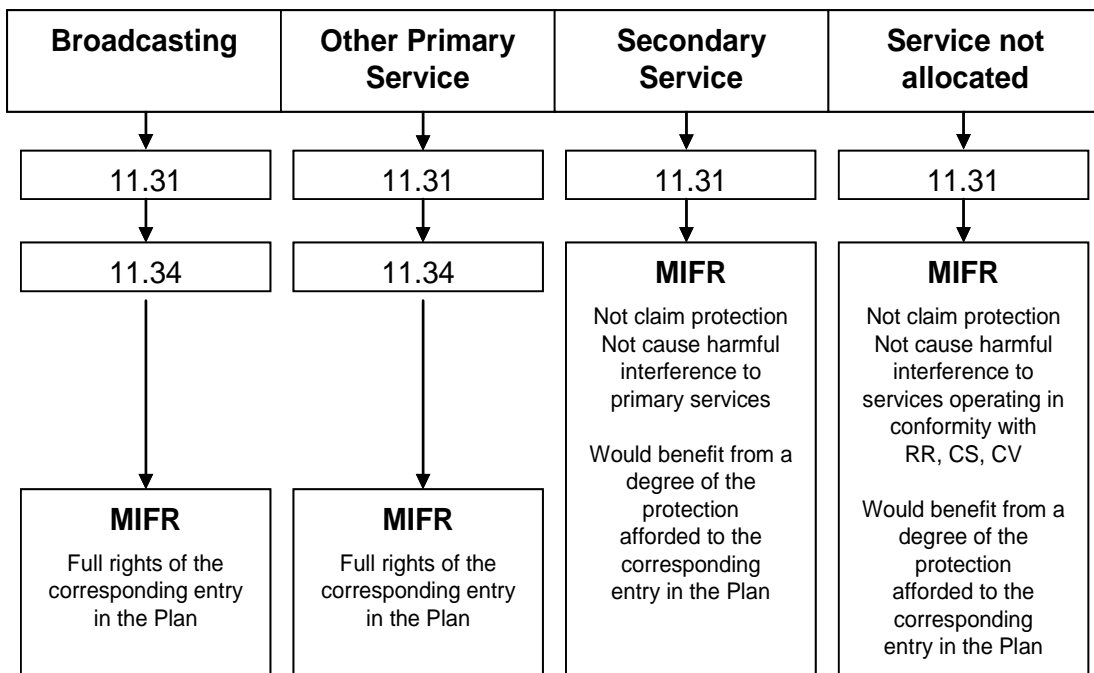 Broadcasting
Other Primary
Service
Secondary
Service
Service not
allocated
11.31
11.31
11.31
11.31
11.34
11.34
MIFR
Full rights of the
corresponding entry
in the Plan
MIFR
Full rights of the
corresponding entry
in the Plan
MIFR
Not claim protection
Not cause harmful
interference to
primary services
Would benefit from a
degree of the
protection
afforded to the
corresponding
entry in the Plan
MIFR
Not claim protection
Not cause harmful
interference to
services operating in
conformity with
RR, CS, CV
Would benefit from a
degree of the
protection
afforded to the
corresponding
entry in the Plan